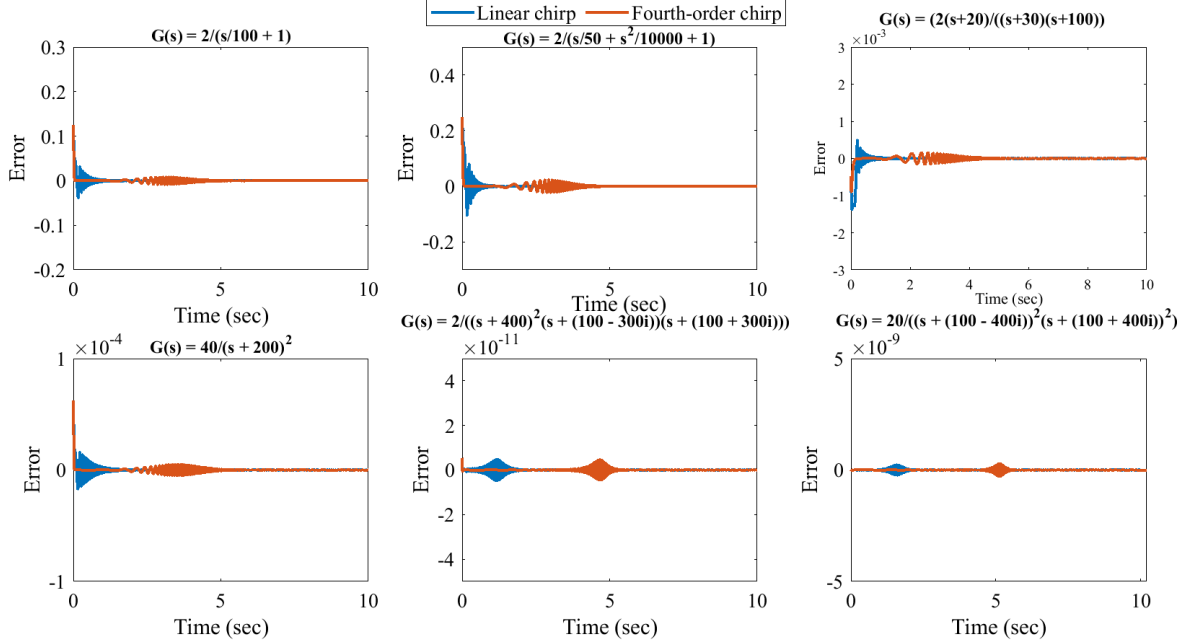 Linear chirp Fourth-order chirp
G(s) = 2/(s/100 + 1)
0.3
0.2
0.1
0
-0.1
-0.2
Error
0 5 10
Time (sec)
G(s) = 2/(s/50 + s²/10000 + 1)
0.4
0.2
0
-0.2
Error
0 5 10
Time (sec)
G(s) = (2(s+20)/((s+30)(s+100))
×10⁻³
3
2
1
0
-1
-2
-3
Error
0 2 4 6 8 10
Time (sec)
G(s) = 40/(s + 200)²
×10⁻⁴
1
0
-1
Error
0 5 10
Time (sec)
G(s) = 2/((s + 400)²(s + (100 - 300i))(s + (100 + 300i)))
×10⁻¹¹
4
2
0
-2
-4
Error
0 5 10
Time (sec)
G(s) = 20/((s + (100 - 400i))²(s + (100 + 400i)²)
×10⁻⁹
5
0
-5
Error
0 5 10
Time (sec)